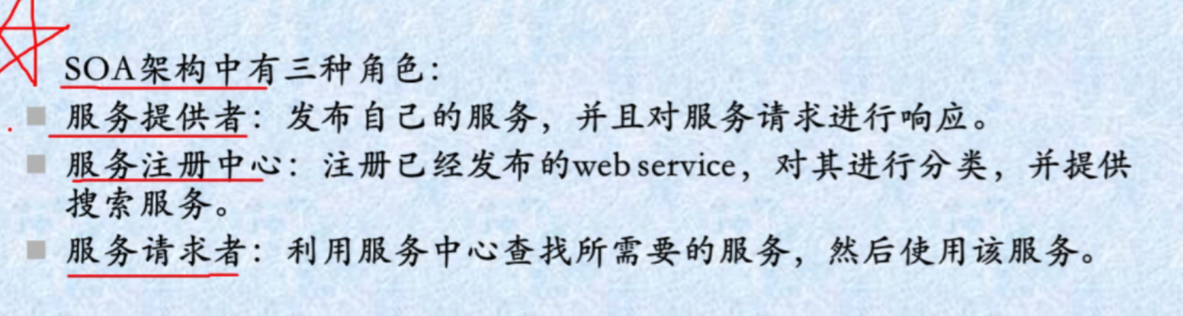 SOA架构中有三种角色：
服务提供者：发布自己的服务，并且对服务请求进行响应。
服务注册中心：注册已经发布的web service，对其进行分类，并提供
搜索服务。
服务请求者：利用服务中心查找所需要的服务，然后使用该服务。